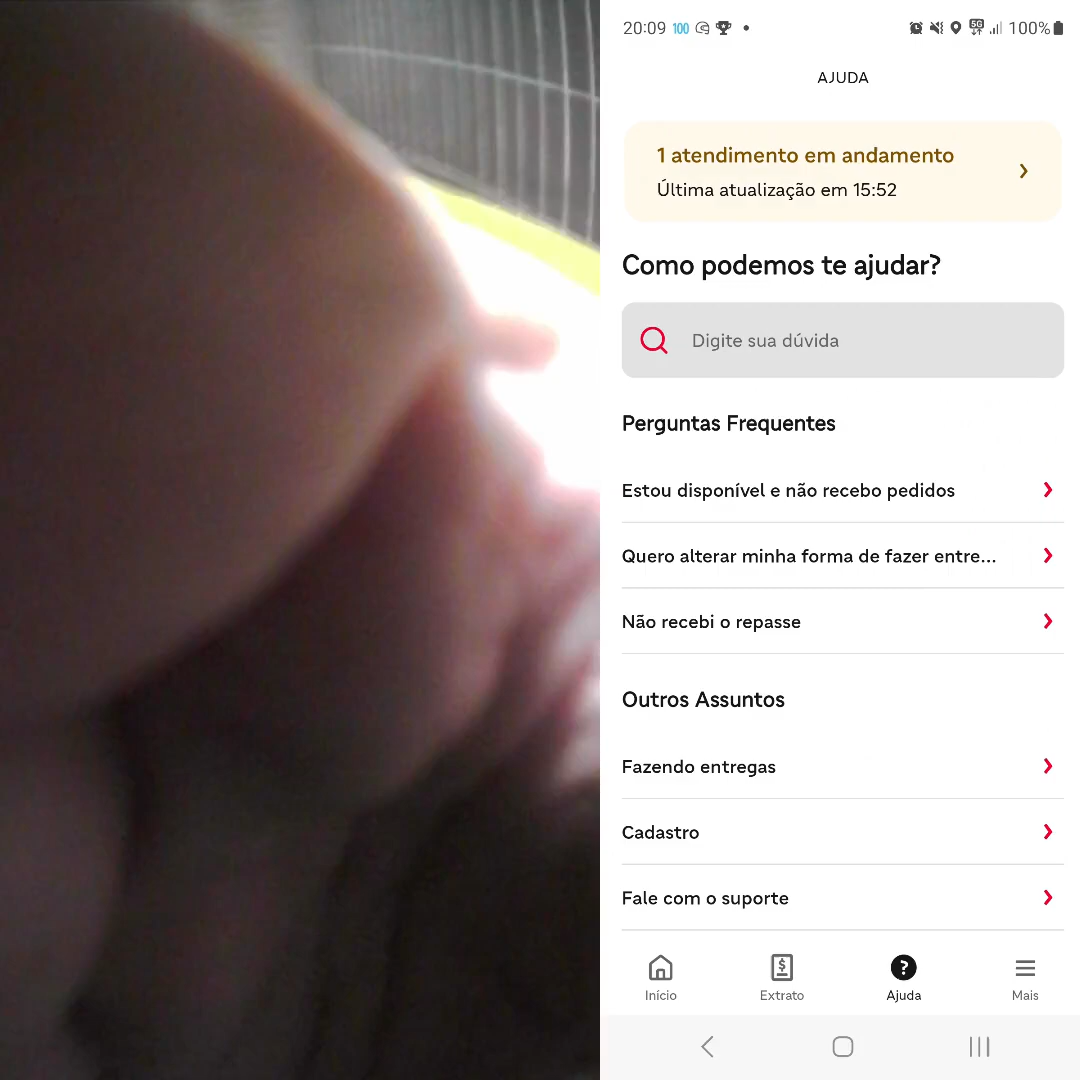 20:09 100 5G 100%
AJUDA
1 atendimento em andamento
Última atualização em 15:52
Como podemos te ajudar?
Digite sua dúvida
Perguntas Frequentes
Estou disponível e não recebo pedidos
Quero alterar minha forma de fazer entre...
Não recebi o repasse
Outros Assuntos
Fazendo entregas
Cadastro
Fale com o suporte
Início Extrato Ajuda Mais